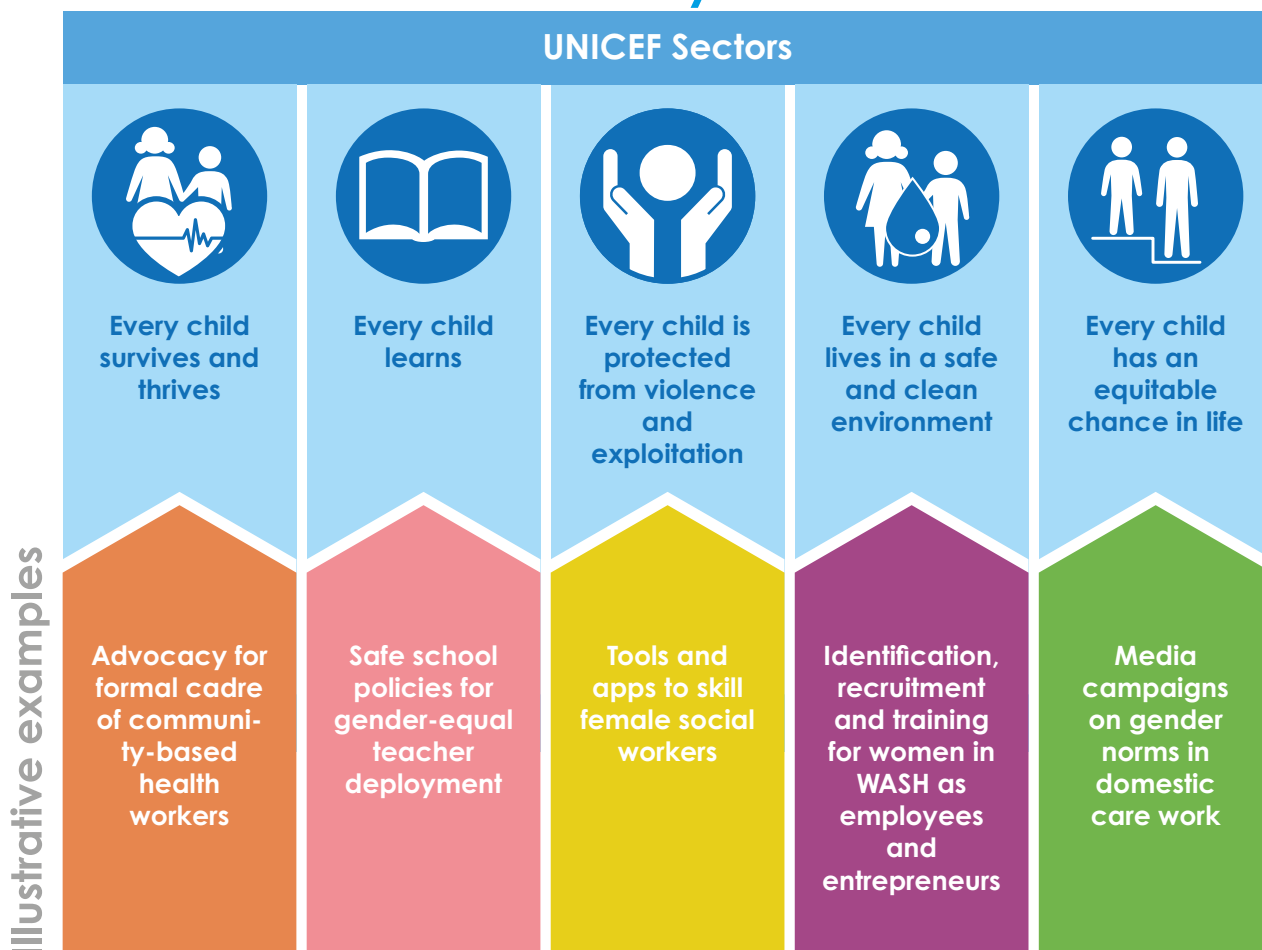 UNICEF Sectors
Every child
survives and
thrives
Every child
learns
Every child is
protected
from violence
and
exploitation
Every child
lives in a safe
and clean
environment
Every child
has an
equitable
chance in life
Illustrative examples
Advocacy for
formal cadre
of communi-
ty-based
health
workers
Safe school
policies for
gender-equal
teacher
deployment
Tools and
apps to skill
female social
workers
Identification,
recruitment
and training
for women in
WASH as
employees
and
entrepreneurs
Media
campaigns
on gender
norms in
domestic
care work